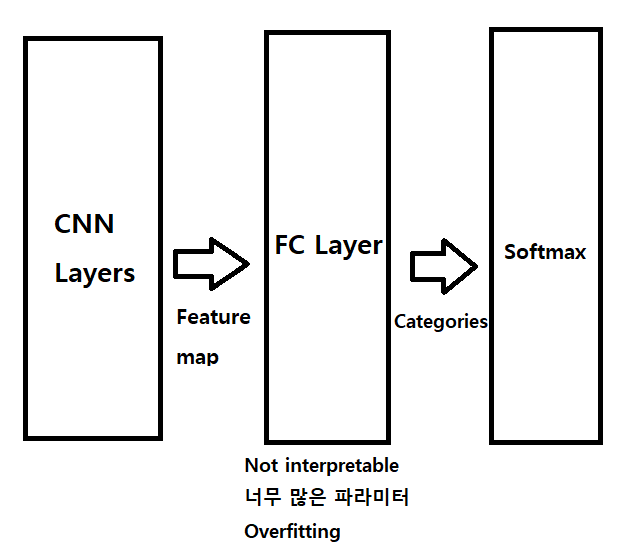 CNN
Layers
Feature
map
FC Layer
Categories
Softmax
Not interpretable
너무 많은 파라미터
Overfitting